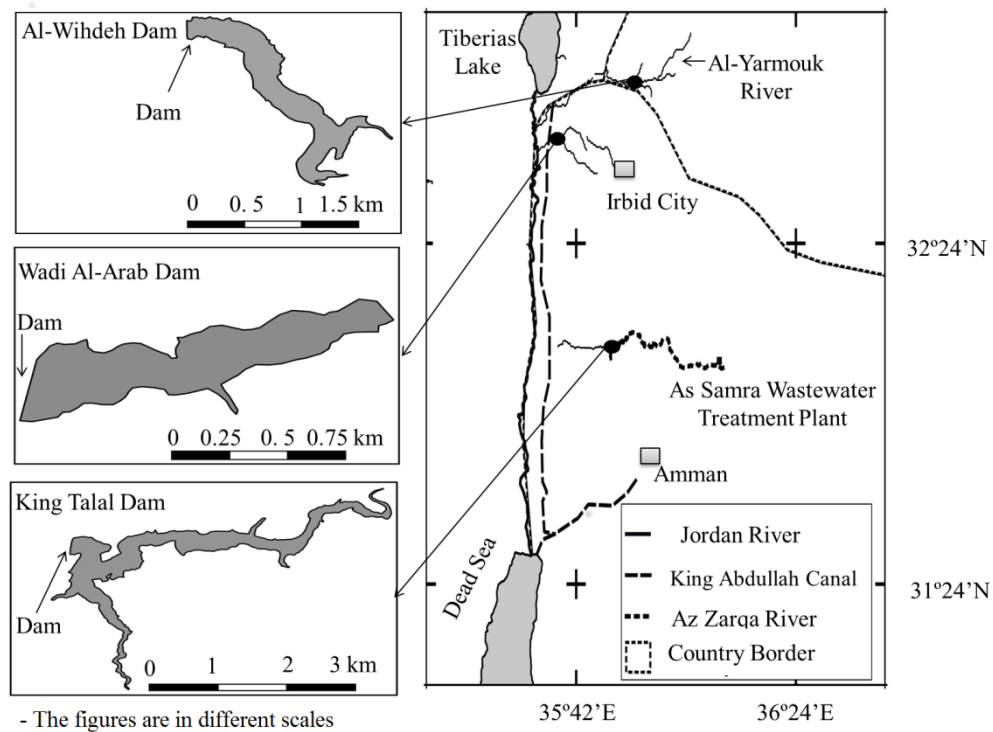 Al-Wihdeh Dam
Dam
0 0. 5 1 1.5 km
Wadi Al-Arab Dam
Dam
0 0.25 0. 5 0.75 km
King Talal Dam
Dam
0 1 2 3 km
- The figures are in different scales
Tiberias
Lake
Al-Yarmouk
River
Irbid City
32º24’N
As Samra Wastewater
Treatment Plant
Amman
Dead Sea
Jordan River
King Abdullah Canal
Az Zarqa River
Country Border
31º24’N
35º42’E 36º24’E